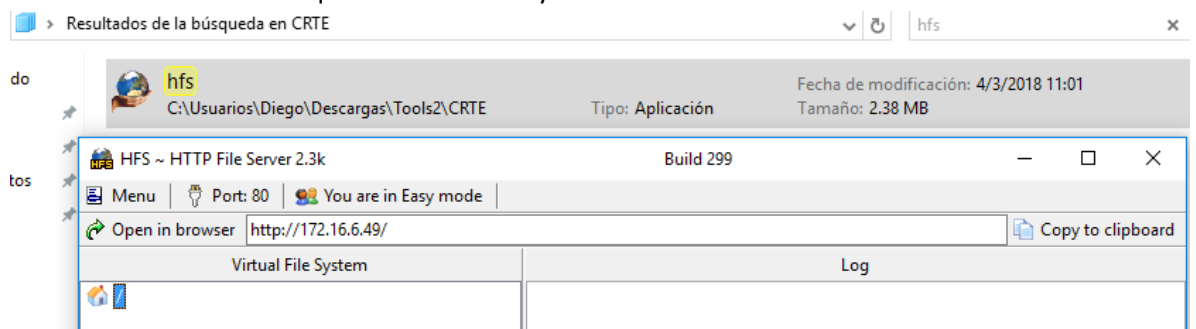 Resultados de la búsqueda en CRTE
hfs
do
hfs
Fecha de modificación: 4/3/2018 11:01
C:\Usuarios\Diego\Descargas\Tools2\CRTE
Tipo: Aplicación
Tamaño: 2.38 MB
HFS ~ HTTP File Server 2.3k
Build 299
tos
Menu
Port: 80
You are in Easy mode
Open in browser
http://172.16.6.49/
Copy to clipboard
Virtual File System
Log
/